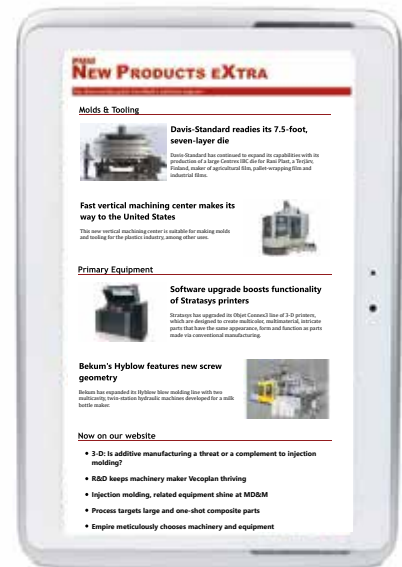 PMM
NEW PRODUCTS EXTRA
Molds & Tooling
Davis-Standard readies its 7.5-foot,
seven-layer die
Davis-Standard has continued to expand its capabilities with its
production of a large Centrex IBC die for Rani Plast, a Terjärv,
Finland, maker of agricultural film, pallet-wrapping film and
industrial films.
Fast vertical machining center makes its
way to the United States
This new vertical machining center is suitable for making molds
and tooling for the plastics industry, among other uses.
Primary Equipment
Software upgrade boosts functionality
of Stratasys printers
Stratasys has upgraded its Objet Connex3 line of 3-D printers,
which are designed to create multicolor, multimaterial, intricate
parts that have the same appearance, form and function as parts
made via conventional manufacturing.
Bekum's Hyblow features new screw
geometry
Bekum has expanded its Hyblow blow molding line with two
multicavity, twin-station hydraulic machines developed for a milk
bottle maker.
Now on our website
• 3-D: Is additive manufacturing a threat or a complement to injection
molding?
• R&D keeps machinery maker Vecoplan thriving
• Injection molding, related equipment shine at MD&M
• Process targets large and one-shot composite parts
• Empire meticulously chooses machinery and equipment